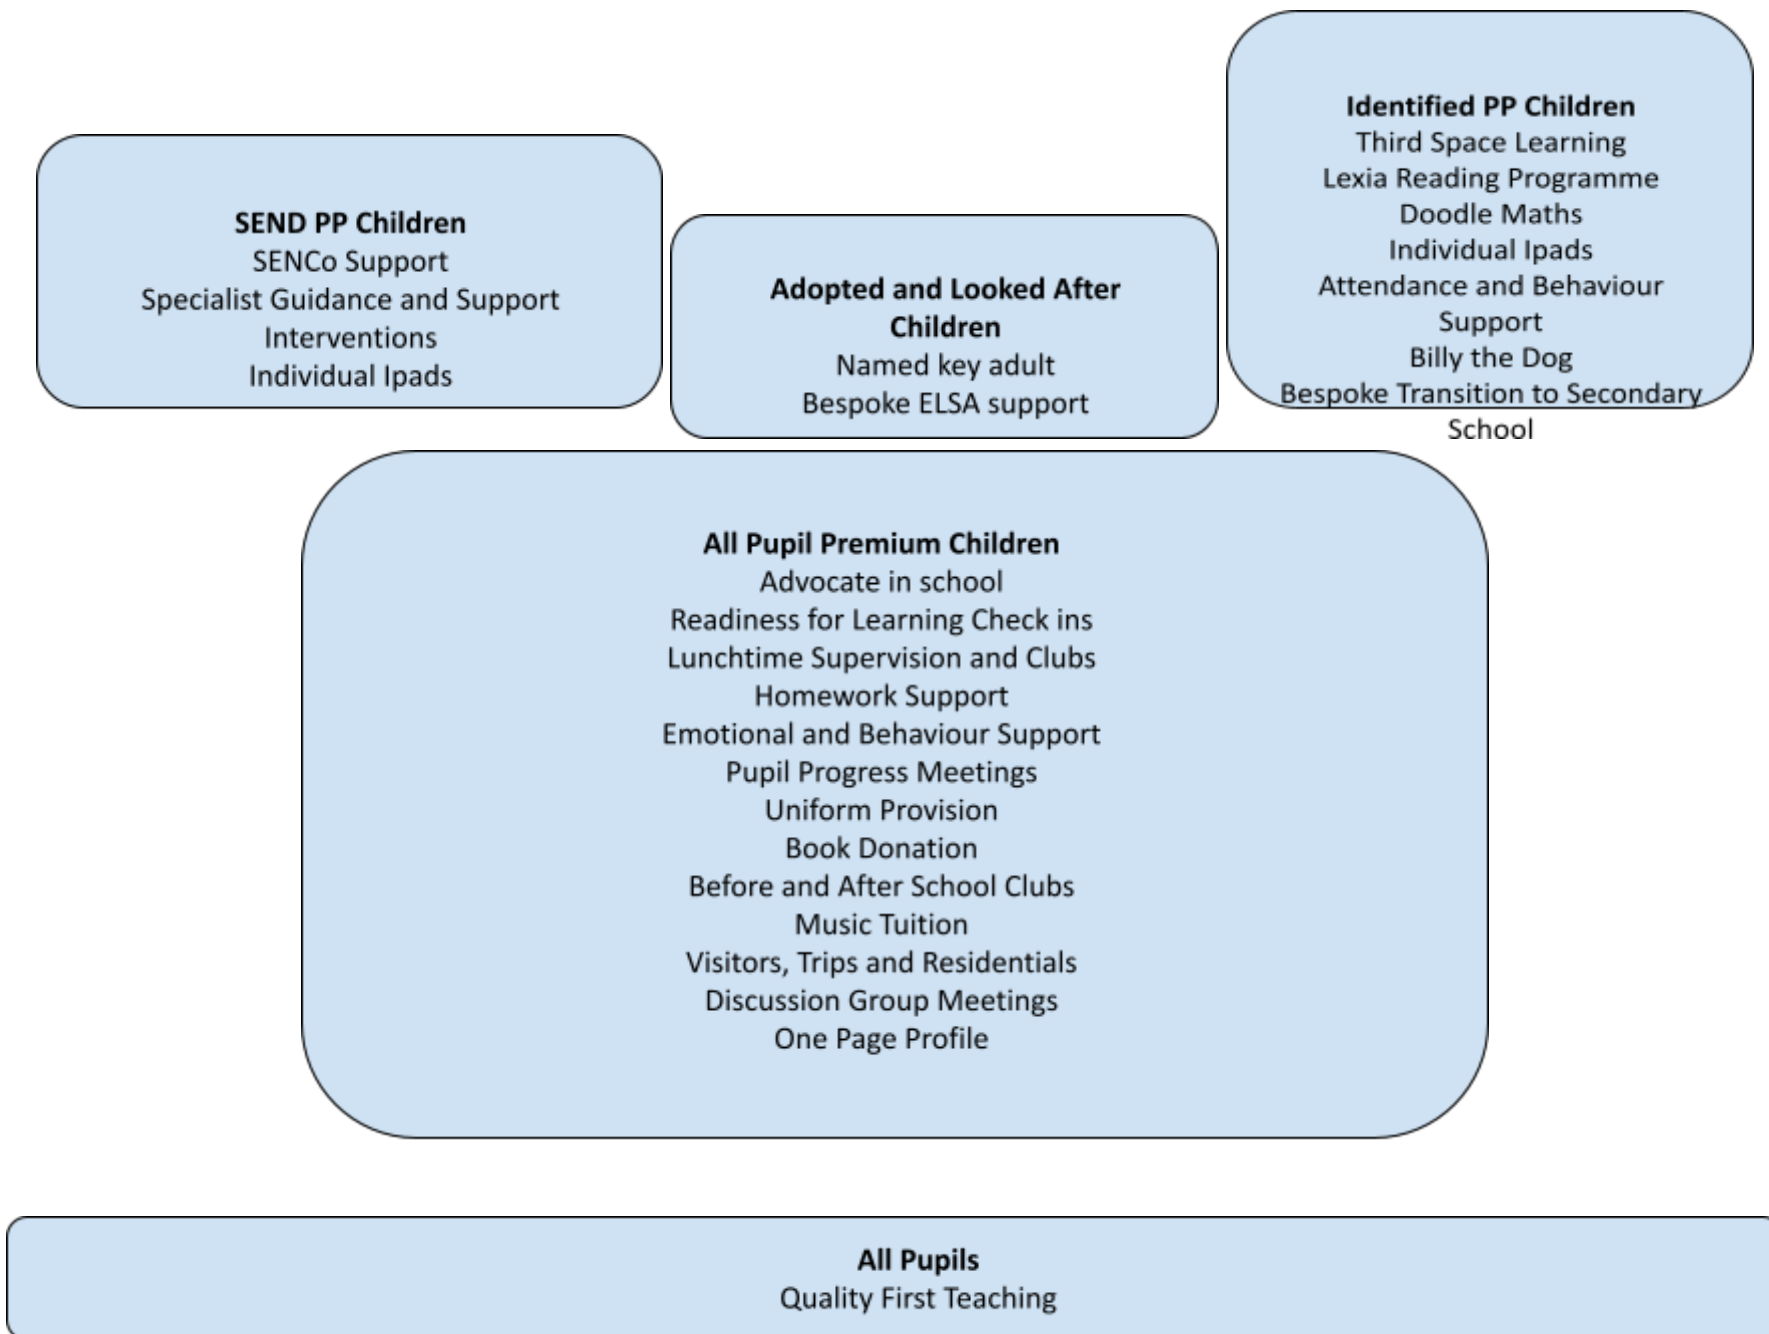 SEND PP Children
SENCo Support
Specialist Guidance and Support
Interventions
Individual Ipads
Adopted and Looked After
Children
Named key adult
Bespoke ELSA support
Identified PP Children
Third Space Learning
Lexia Reading Programme
Doodle Maths
Individual Ipads
Attendance and Behaviour
Support
Billy the Dog
Bespoke Transition to Secondary
School
All Pupil Premium Children
Advocate in school
Readiness for Learning Check ins
Lunchtime Supervision and Clubs
Homework Support
Emotional and Behaviour Support
Pupil Progress Meetings
Uniform Provision
Book Donation
Before and After School Clubs
Music Tuition
Visitors, Trips and Residentials
Discussion Group Meetings
One Page Profile
All Pupils
Quality First Teaching